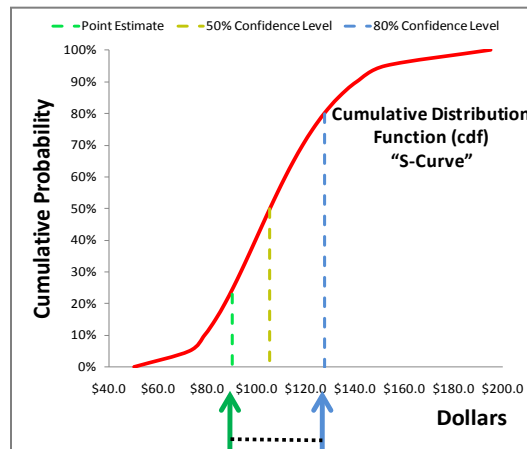 Point Estimate 50% Confidence Level 80% Confidence Level
100%
90%
80%
70%
60%
50%
40%
30%
20%
10%
0%
Cumulative Probability
Cumulative Distribution
Function (cdf)
“S-Curve”
$40.0 $60.0 $80.0 $100.0 $120.0 $140.0 $160.0 $180.0 $200.0
Dollars